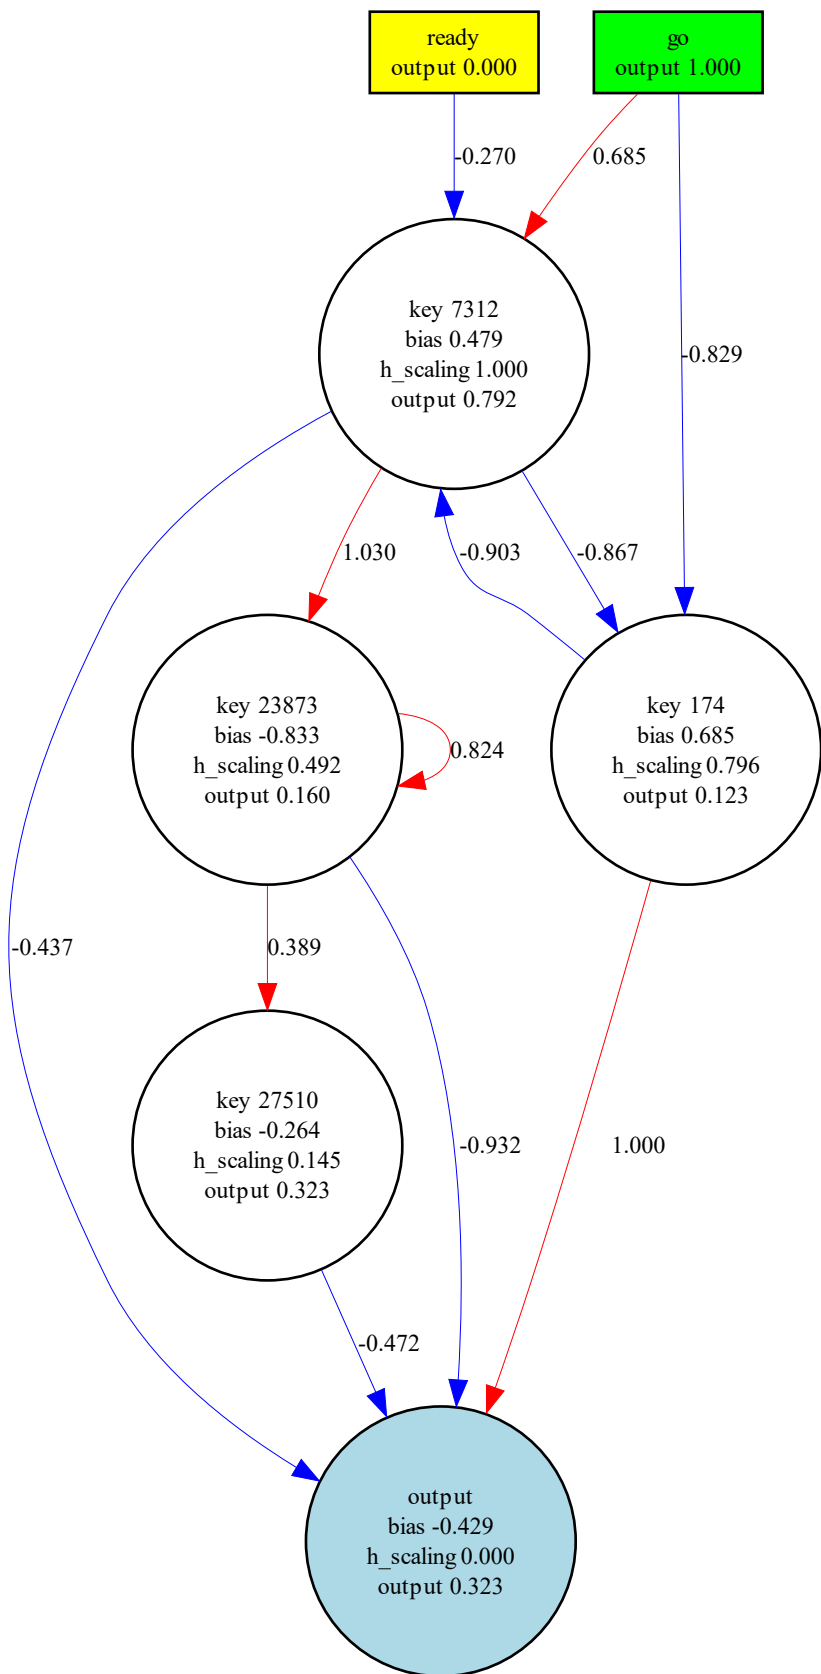 ready
output 0.000
go
output 1.000
-0.270
0.685
key 7312
bias 0.479
h_scaling 1.000
output 0.792
-0.829
1.030
-0.903
-0.867
key 23873
bias -0.833
h_scaling 0.492
output 0.160
0.824
key 174
bias 0.685
h_scaling 0.796
output 0.123
-0.437
0.389
key 27510
bias -0.264
h_scaling 0.145
output 0.323
-0.932
1.000
-0.472
output
bias -0.429
h_scaling 0.000
output 0.323